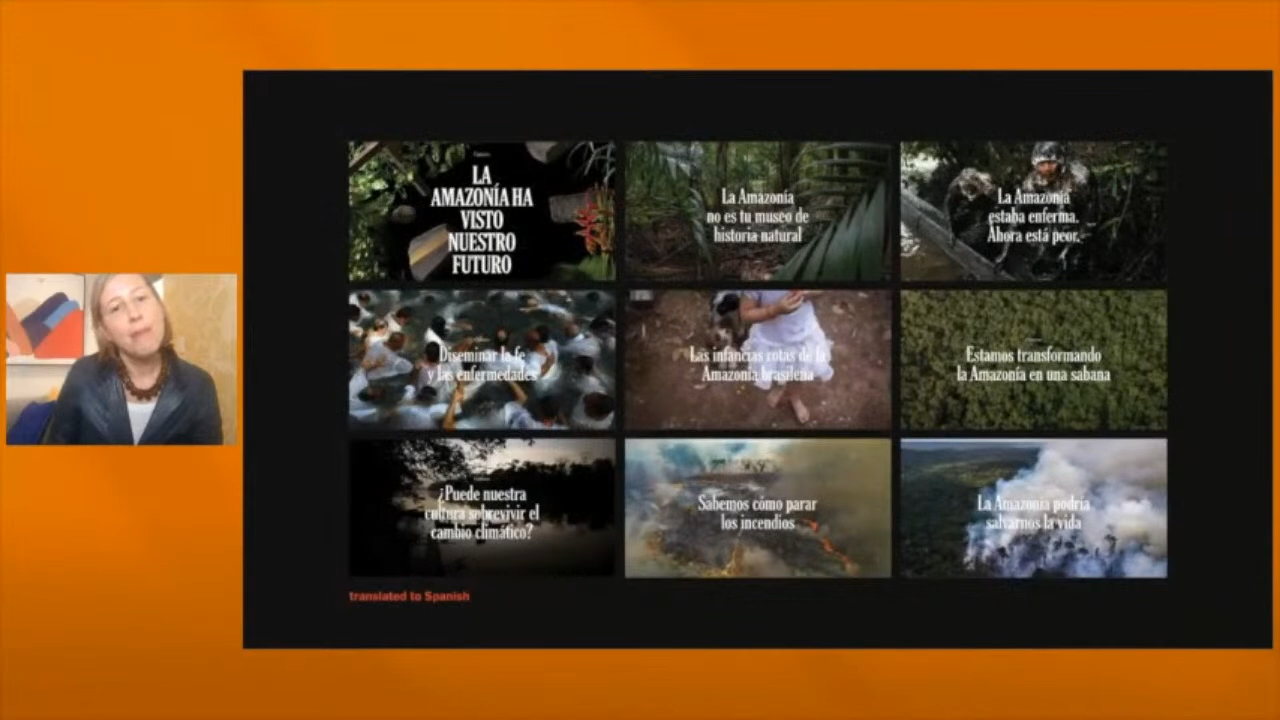 LA
AMAZONÍA HA
VISTO
NUESTRO
FUTURO
La Amazonía
no es tu museo de
historia natural
La Amazonía
estaba enferma.
Ahora está peor.
Diseminar la fe
y las enfermedades
Las infancias rotas de la
Amazonía brasileña
Estamos transformando
la Amazonía en una sabana
¿Puede nuestra
cultura sobrevivir el
cambio climático?
Sabemos cómo parar
los incendios
La Amazonía podría
salvarnos la vida
translated to Spanish